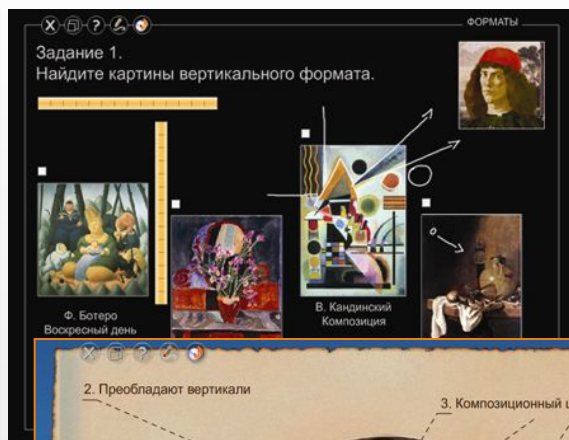 ФОРМАТЫ
Задание 1.
Найдите картины вертикального формата.
Ф. Ботеро
Воскресный день
В. Кандинский
Композиция
2. Преобладают вертикали
3. Композиционный